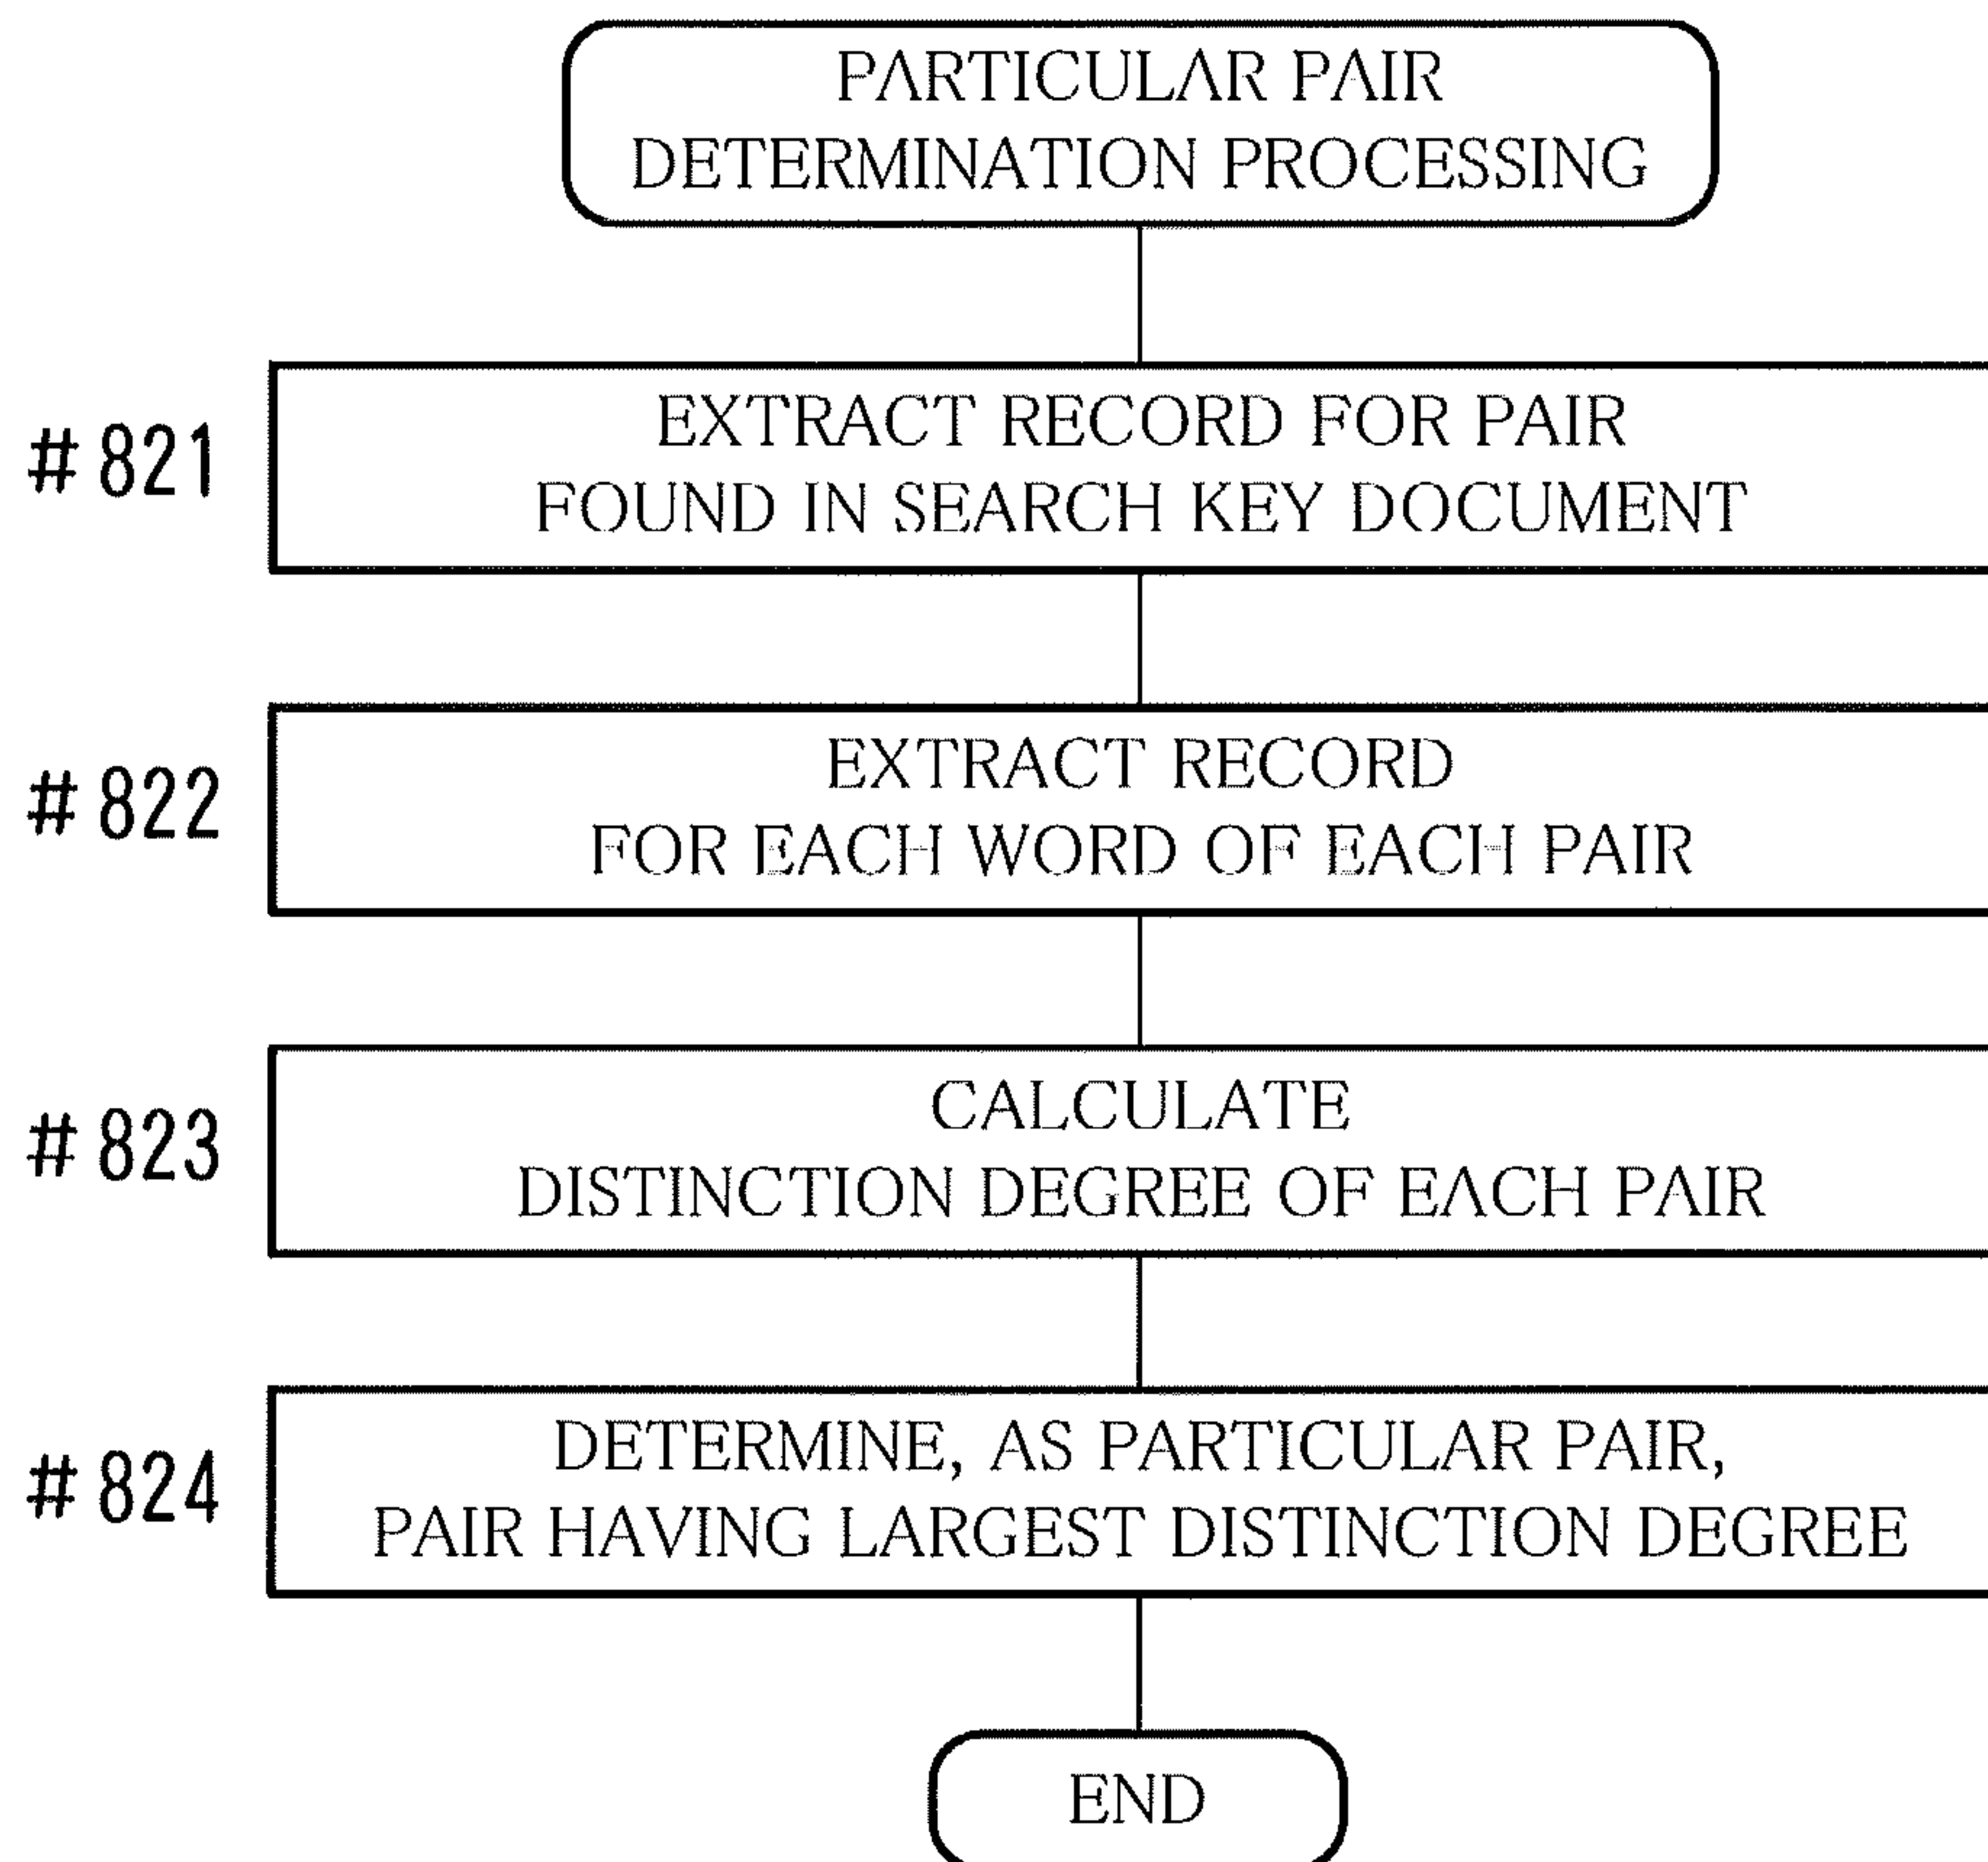 PARTICULAR PAIR
DETERMINATION PROCESSING
#821
EXTRACT RECORD FOR PAIR
FOUND IN SEARCH KEY DOCUMENT
#822
EXTRACT RECORD
FOR EACH WORD OF EACH PAIR
#823
CALCULATE
DISTINCTION DEGREE OF EACH PAIR
#824
DETERMINE, AS PARTICULAR PAIR,
PAIR HAVING LARGEST DISTINCTION DEGREE
END